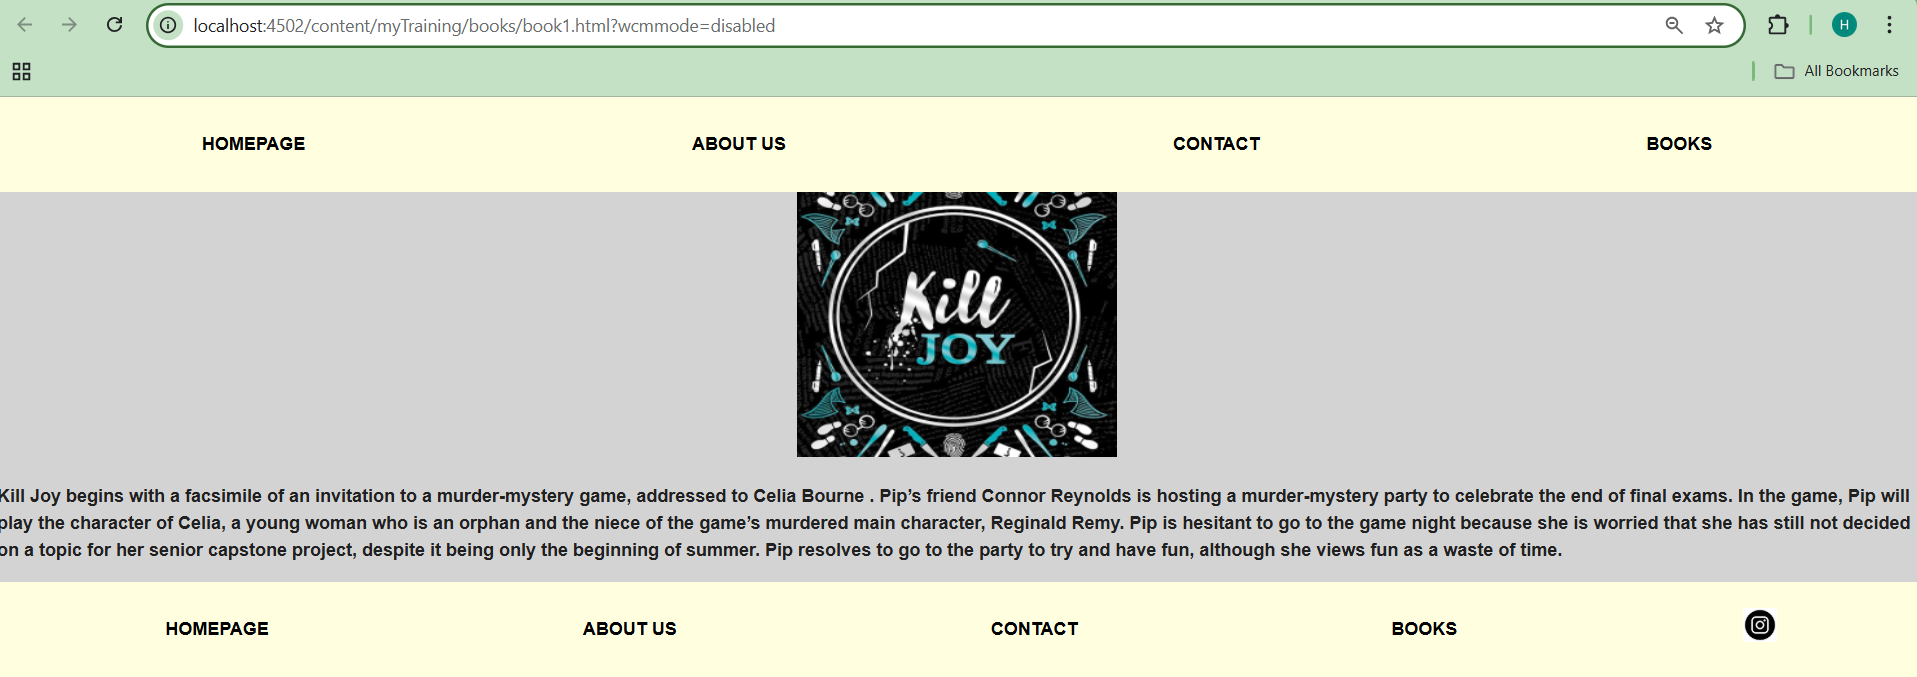 localhost:4502/content/myTraining/books/book1.html?wcmmode=disabled
H
All Bookmarks
HOMEPAGE ABOUT US CONTACT BOOKS
Kill
JOY
Kill Joy begins with a facsimile of an invitation to a murder-mystery game, addressed to Celia Bourne . Pip’s friend Connor Reynolds is hosting a murder-mystery party to celebrate the end of final exams. In the game, Pip will
play the character of Celia, a young woman who is an orphan and the niece of the game’s murdered main character, Reginald Remy. Pip is hesitant to go to the game night because she is worried that she has still not decided
on a topic for her senior capstone project, despite it being only the beginning of summer. Pip resolves to go to the party to try and have fun, although she views fun as a waste of time.
HOMEPAGE ABOUT US CONTACT BOOKS